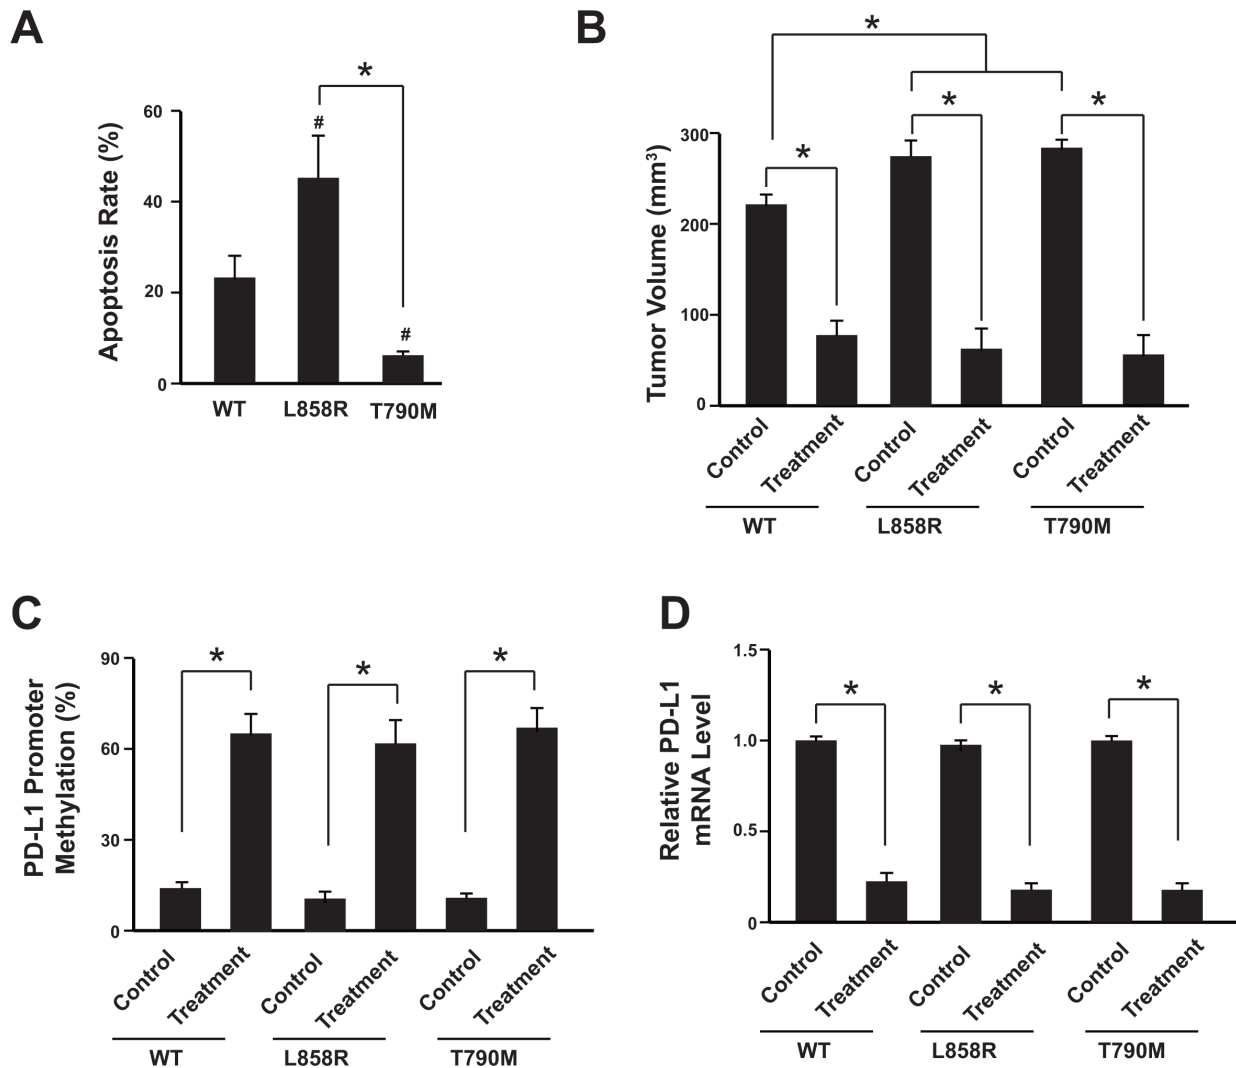 A
Apoptosis Rate (%)
60
40
20
0
*
#
#
WT
L858R
T790M
B
Tumor Volume (mm³)
300
200
100
0
*
*
*
*
Control
Treatment
Control
Treatment
Control
Treatment
WT
L858R
T790M
C
PD-L1 Promoter
Methylation (%)
90
60
30
0
*
*
*
Control
Treatment
Control
Treatment
Control
Treatment
WT
L858R
T790M
D
Relative PD-L1
mRNA Level
1.5
1.0
0.5
0
*
*
*
Control
Treatment
Control
Treatment
Control
Treatment
WT
L858R
T790M